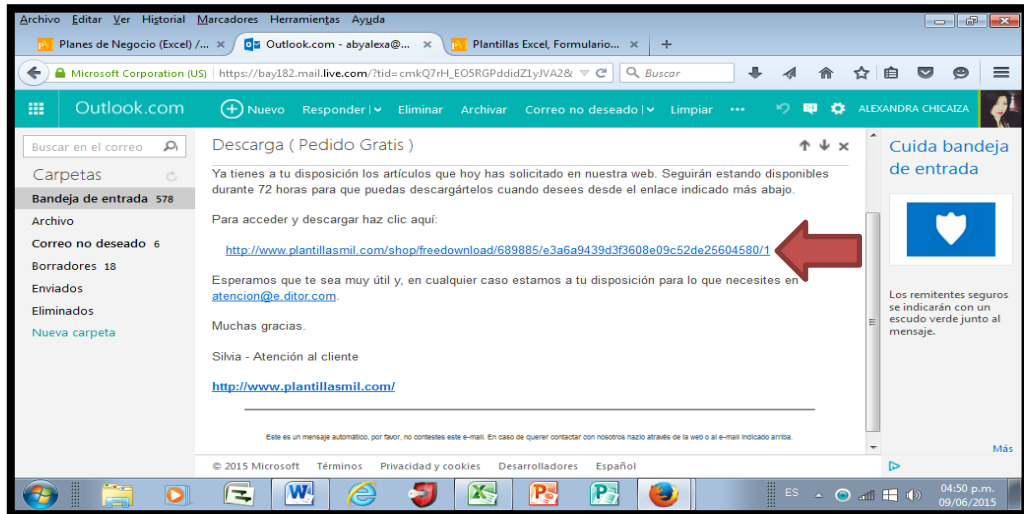 Archivo Editar Ver Historial Marcadores Herramientas Ayuda
Planes de Negocio (Excel) /... × Outlook.com - abyalexa@... × Plantillas Excel, Formulario... × +
Microsoft Corporation (US) https://bay182.mail.live.com/?tid=cmkQ7rH_EO5RGPddidZ1yJVA2& Buscar
Outlook.com Nuevo Responder Eliminar Archivar Correo no deseado Limpiar ••• ALEXANDRA CHICAIZA
Buscar en el correo
Carpetas
Bandeja de entrada 578
Archivo
Correo no deseado 6
Borradores 18
Enviados
Eliminados
Nueva carpeta
Descarga ( Pedido Gratis )
Ya tienes a tu disposición los artículos que hoy has solicitado en nuestra web. Seguirán estando disponibles
durante 72 horas para que puedas descargártelos cuando desees desde el enlace indicado más abajo.
Para acceder y descargar haz clic aquí:
http://www.plantillasmil.com/shop/freedownload/689885/e3a6a9439d3f3608e09c52de25604580/1
Esperamos que te sea muy útil y, en cualquier caso estamos a tu disposición para lo que necesites en
atencion@e.ditor.com.
Muchas gracias.
Silvia - Atención al cliente
http://www.plantillasmil.com/
Este es un mensaje automático, por favor, no contestes este e-mail. En caso de querer contactar con nosotros hazlo através de la web o al e-mail indicado arriba.
© 2015 Microsoft Términos Privacidad y cookies Desarrolladores Español
Cuida bandeja
de entrada
Los remitentes seguros
se indicarán con un
escudo verde junto al
mensaje.
Más
ES 04:50 p.m.
09/06/2015